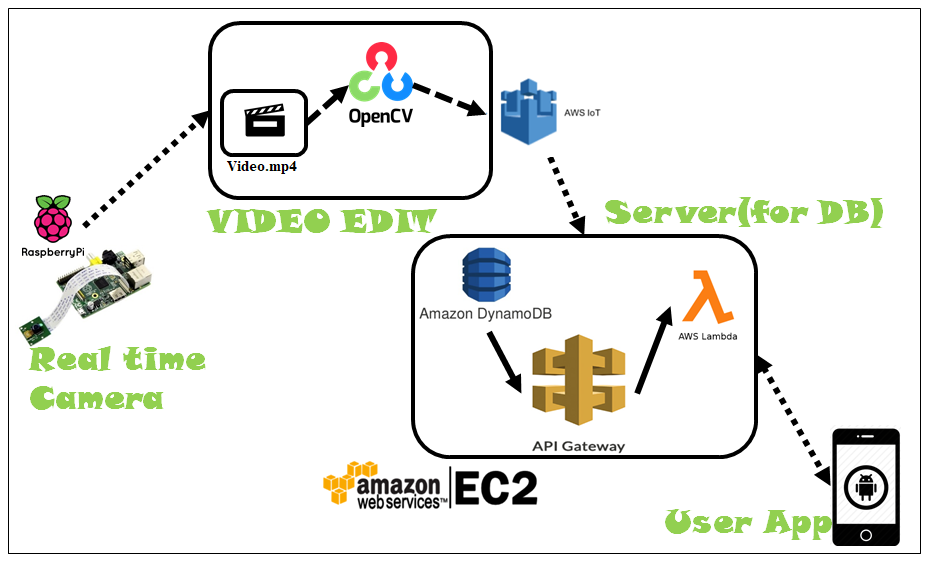 OpenCV
Video.mp4
AWS IoT
VIDEO EDIT
Server(for DB)
RaspberryPi
Real time
Camera
Amazon DynamoDB
AWS Lambda
API Gateway
amazon
web services™
EC2
User App